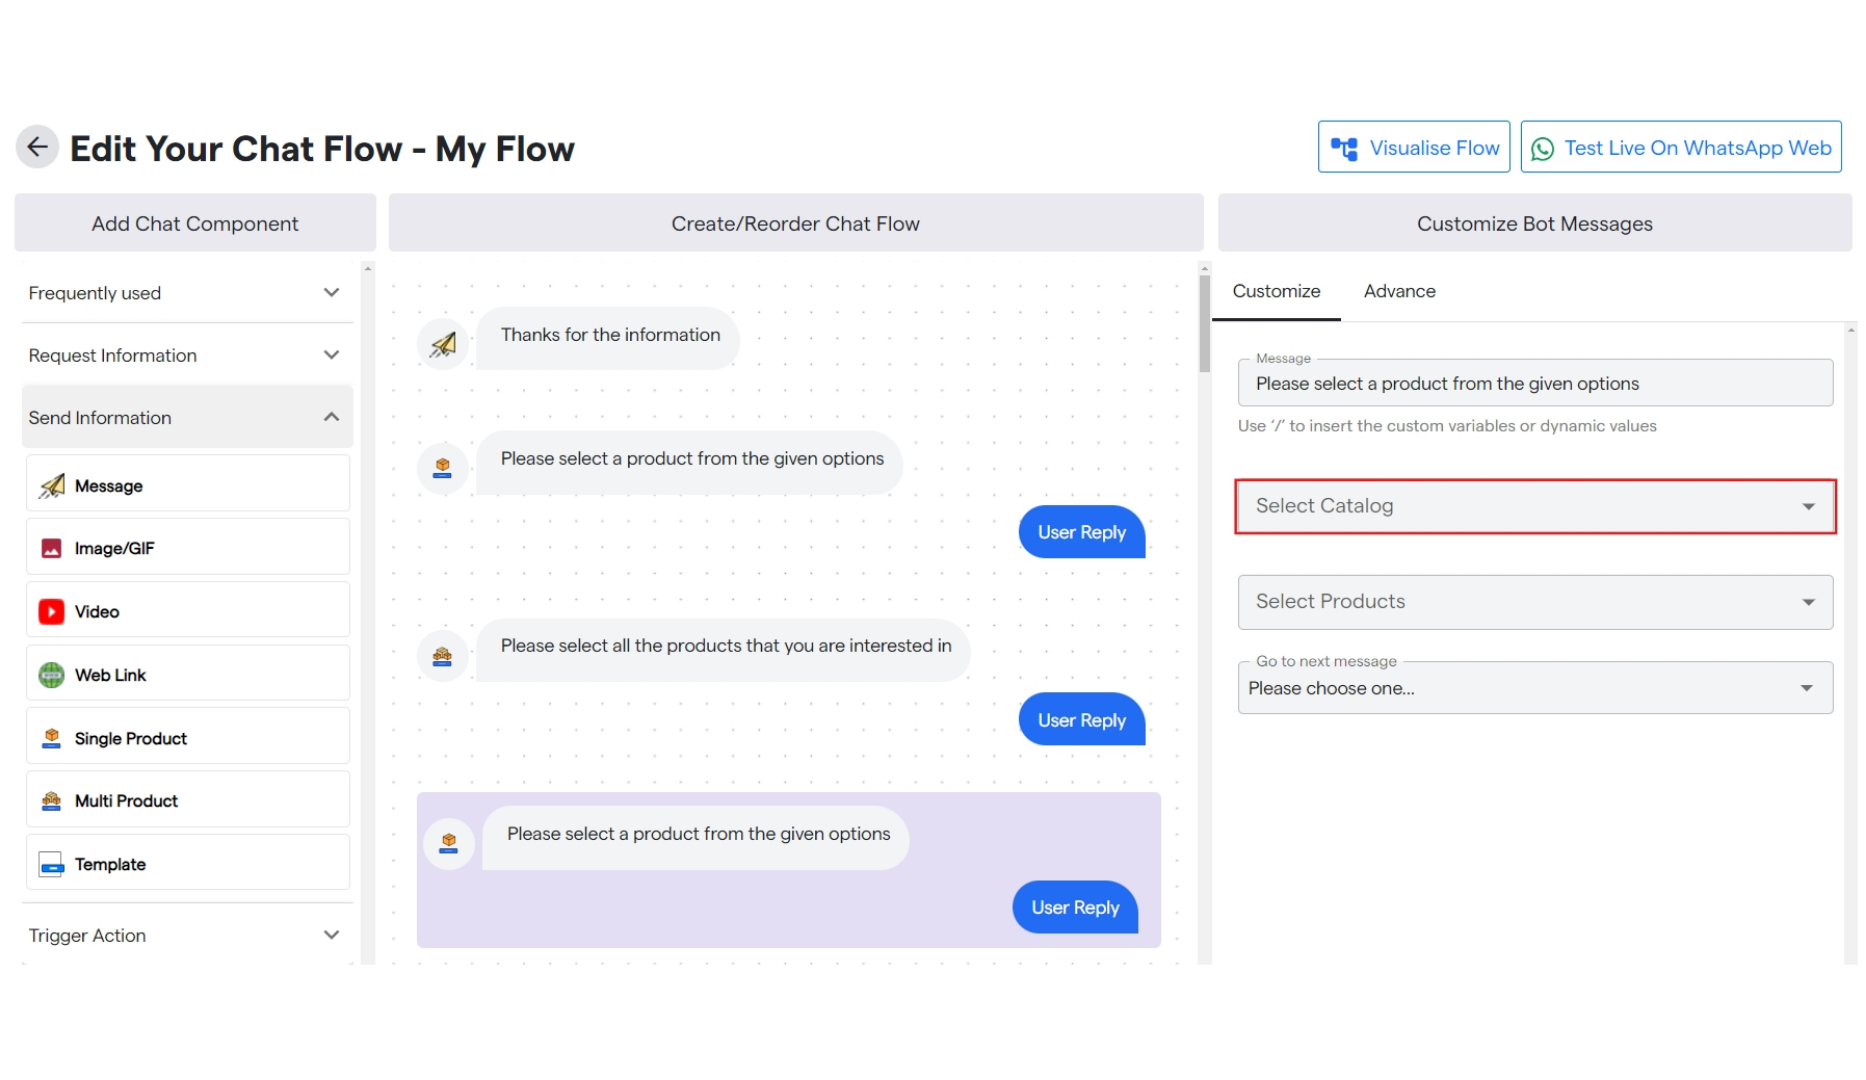 Edit Your Chat Flow - My Flow
Visualise Flow
Test Live On WhatsApp Web
Add Chat Component
Create/Reorder Chat Flow
Customize Bot Messages
Frequently used
Request Information
Send Information
Message
Image/GIF
Video
Web Link
Single Product
Multi Product
Template
Trigger Action
Thanks for the information
Please select a product from the given options
User Reply
Please select all the products that you are interested in
User Reply
Please select a product from the given options
User Reply
Customize
Advance
Message
Please select a product from the given options
Use ‘/’ to insert the custom variables or dynamic values
Select Catalog
Select Products
Go to next message
Please choose one...